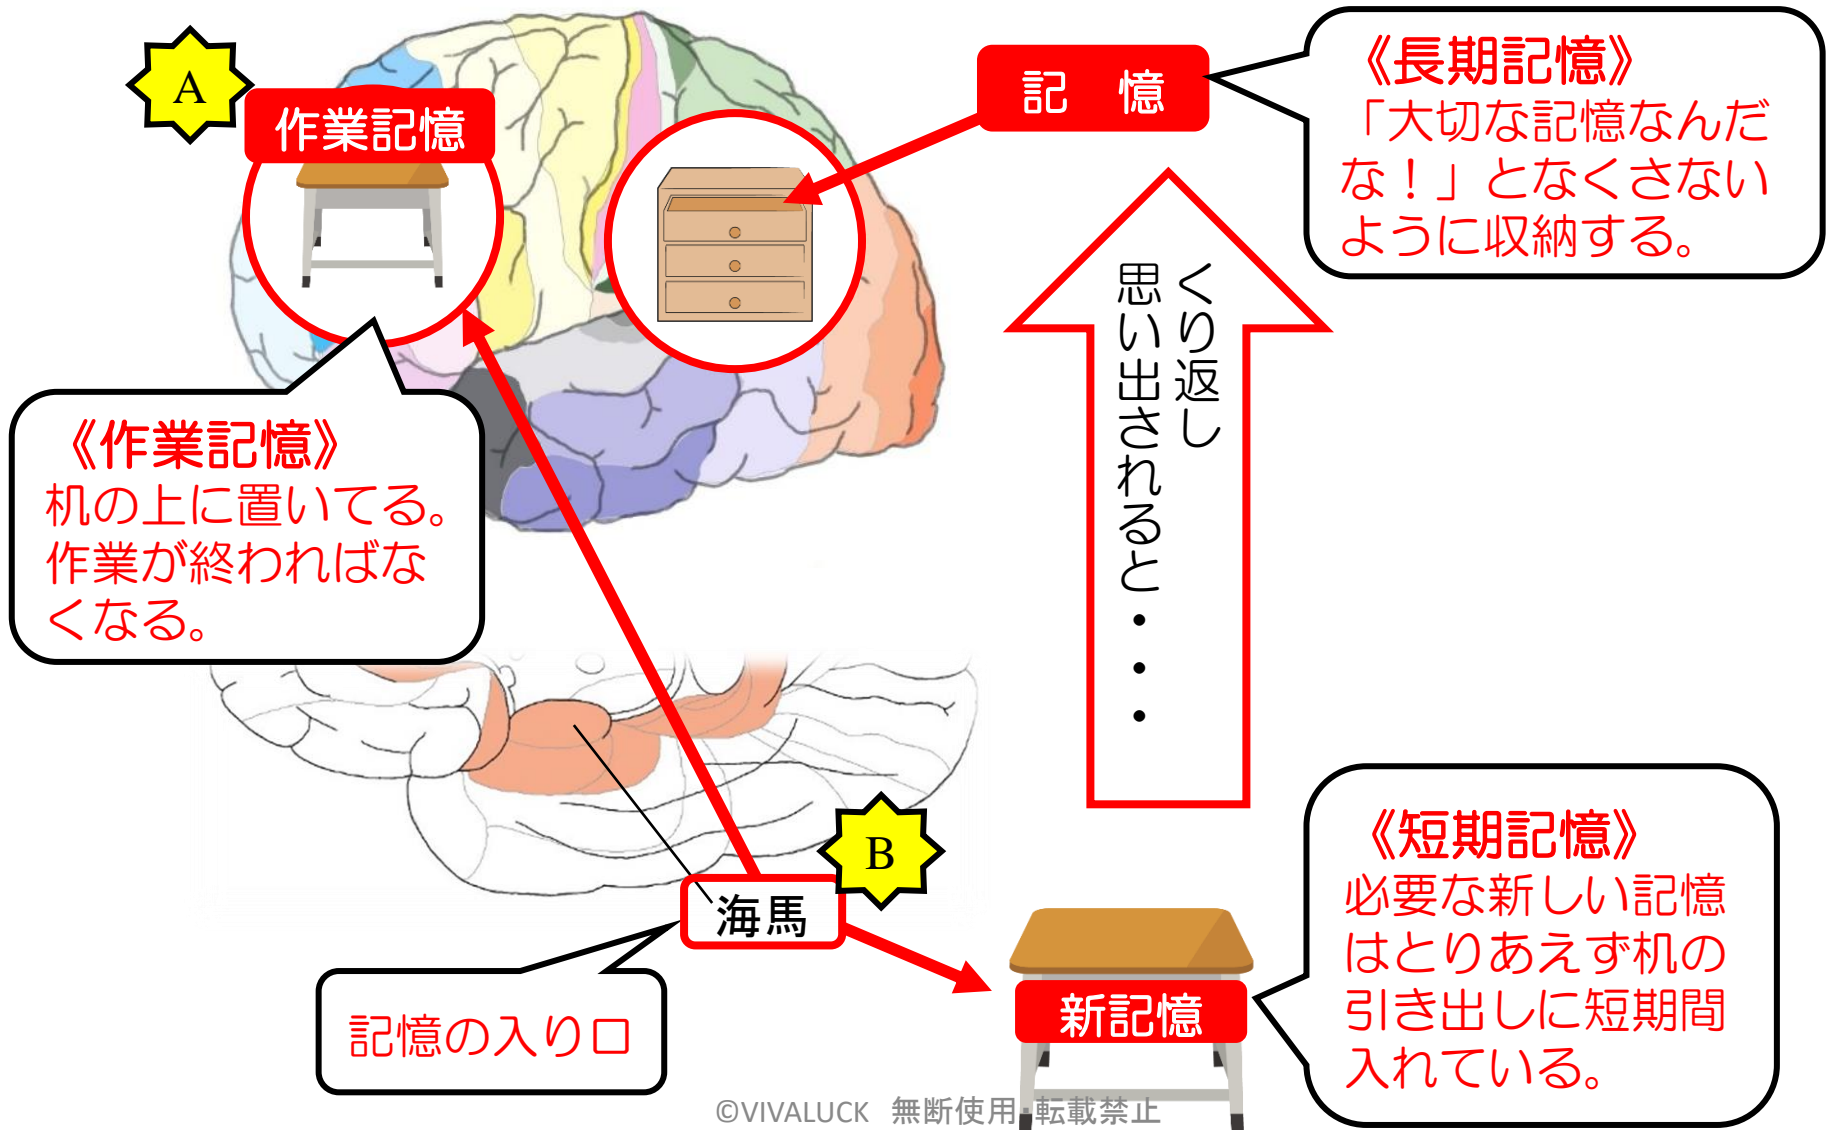 A
作業記憶
記　憶
《長期記憶》
「大切な記憶なんだ
な！」となくさない
ように収納する。
くり返し
思い出されると・・・
《作業記憶》
机の上に置いてる。
作業が終わればな
くなる。
B
海馬
記憶の入り口
新記憶
《短期記憶》
必要な新しい記憶
はとりあえず机の
引き出しに短期間
入れている。
©VIVALUCK　無断使用・転載禁止